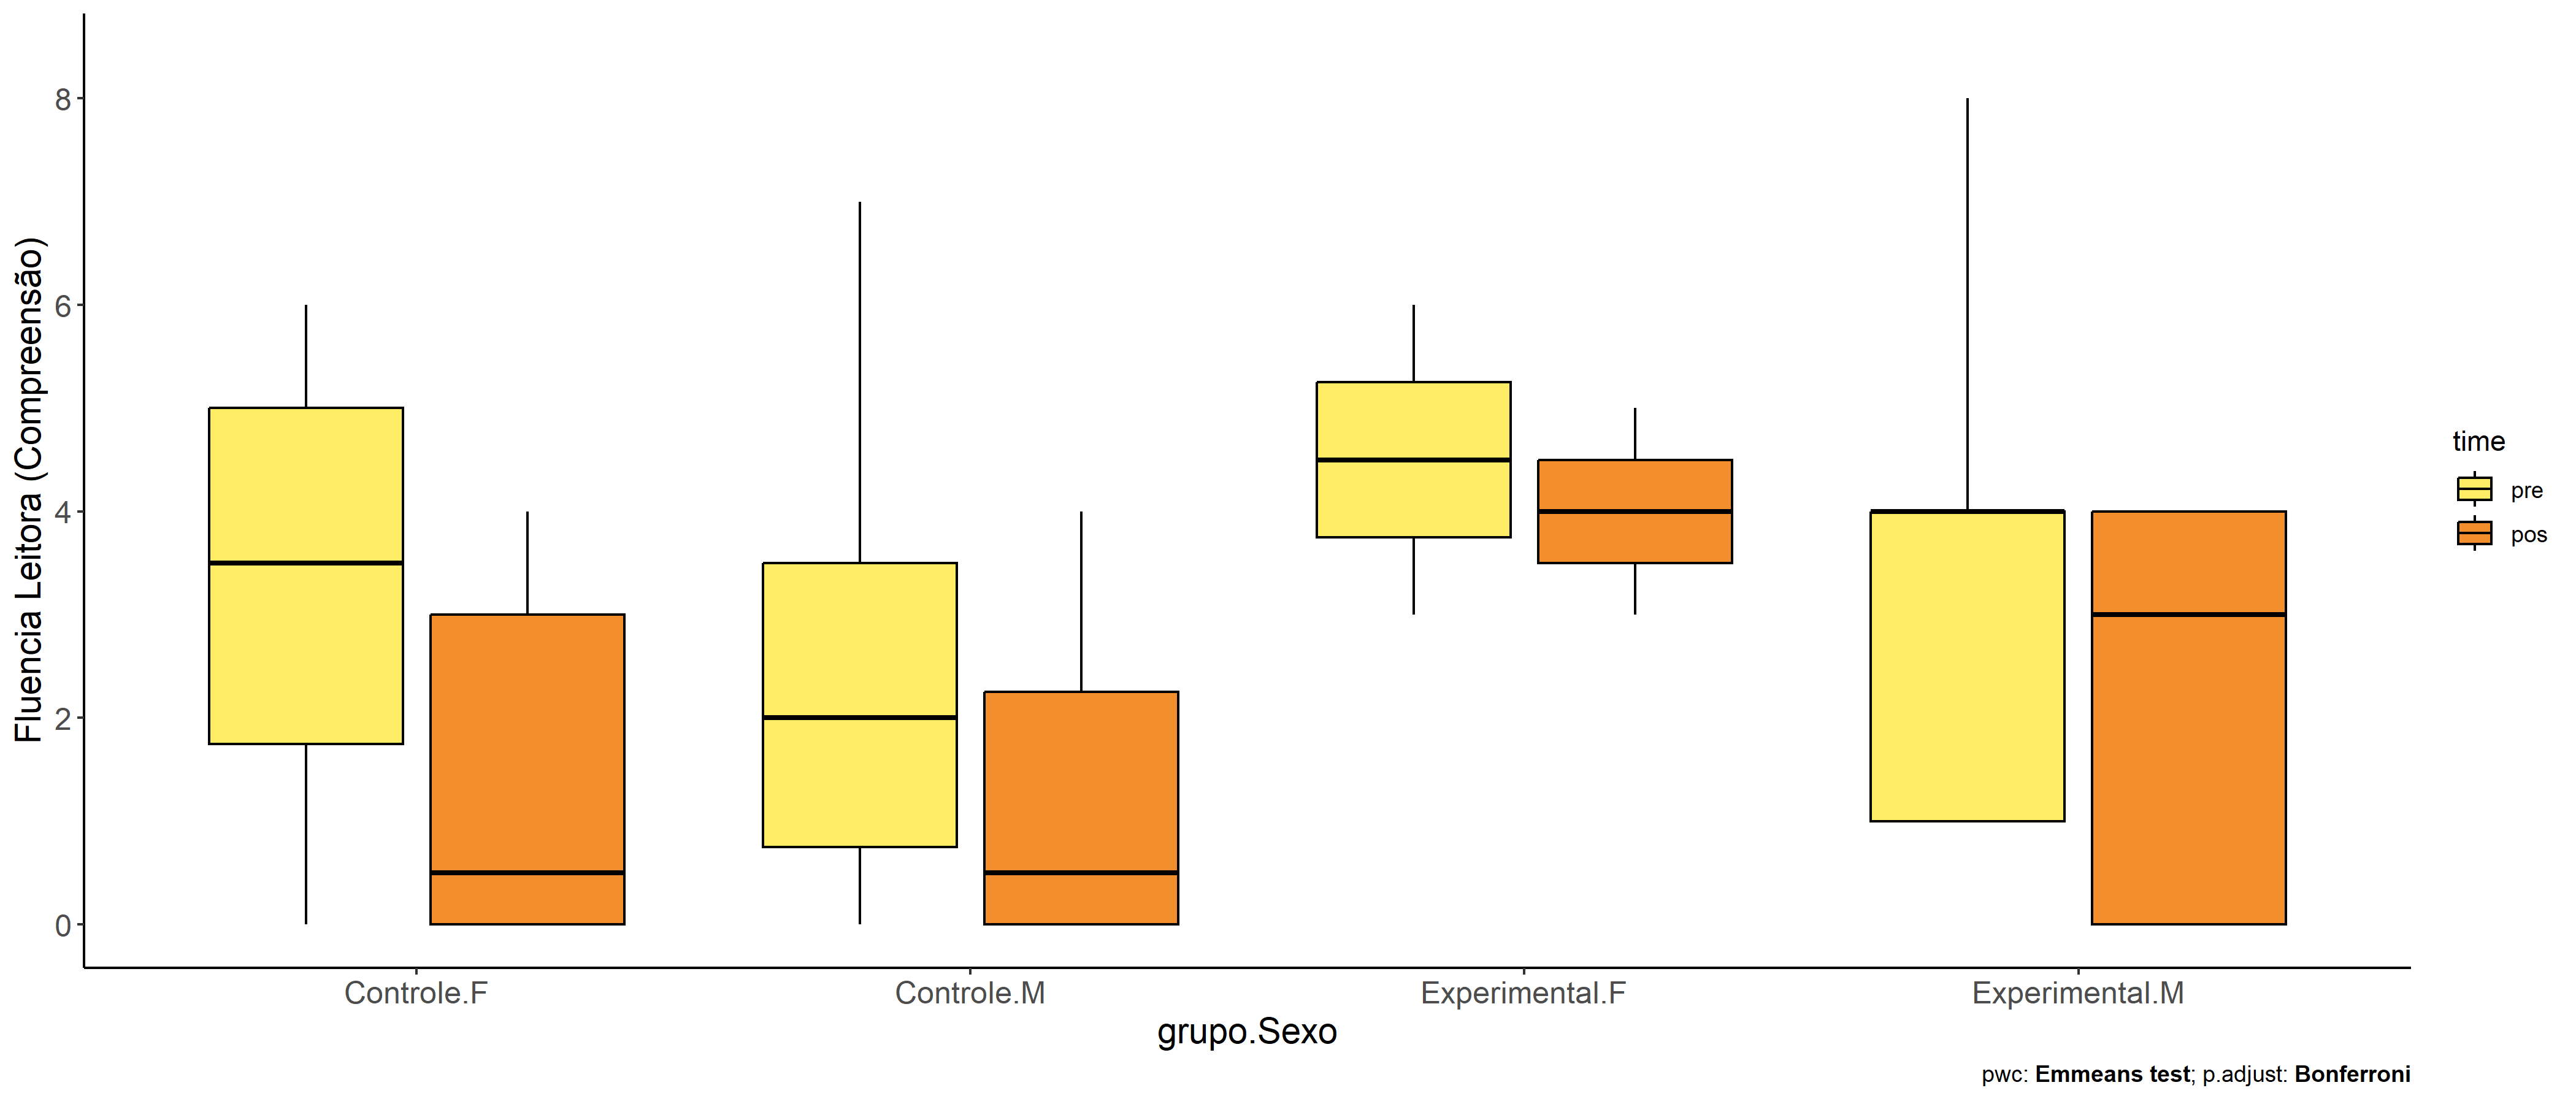 Fluencia Leitora (Compreensão)
8
6
4
2
0
Controle.F
Controle.M
Experimental.F
Experimental.M
grupo.Sexo
time
pre
pos
pwc: Emmeans test; p.adjust: Bonferroni